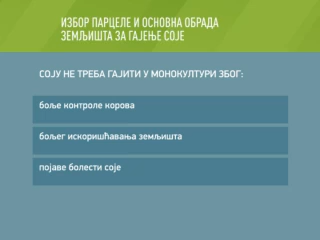 ИЗБОР ПАРЦЕЛЕ И ОСНОВНА ОБРАДА
ЗЕМЉИШТА ЗА ГАЈЕЊЕ СОЈЕ
СОЈУ НЕ ТРЕБА ГАЈИТИ У МОНОКУЛТУРИ ЗБОГ:
боље контроле корова
бољег искоришћавања земљишта
појаве болести соје